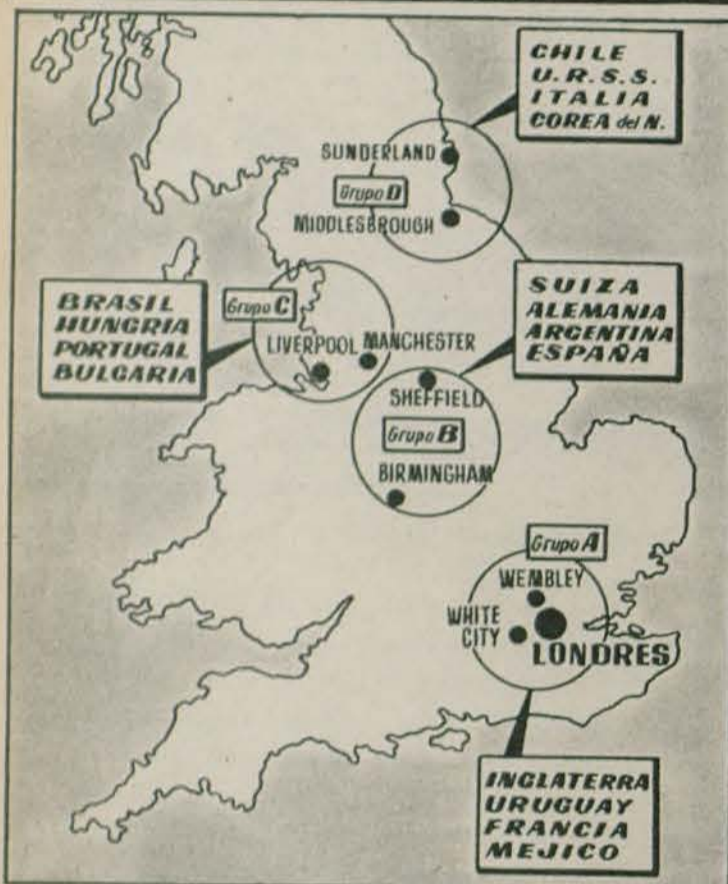 CHILE
U.R.S.S.
ITALIA
COREA del N.
SUNDERLAND
Grupo D
MIDDLESBROUGH
BRASIL
HUNGRIA
PORTUGAL
BULGARIA
Grupo C
LIVERPOOL
MANCHESTER
SUIZA
ALEMANIA
ARGENTINA
ESPAÑA
SHEFFIELD
Grupo B
BIRMINGHAM
Grupo A
WEMBLEY
WHITE
CITY
LONDRES
INGLATERRA
URUGUAY
FRANCIA
MEJICO